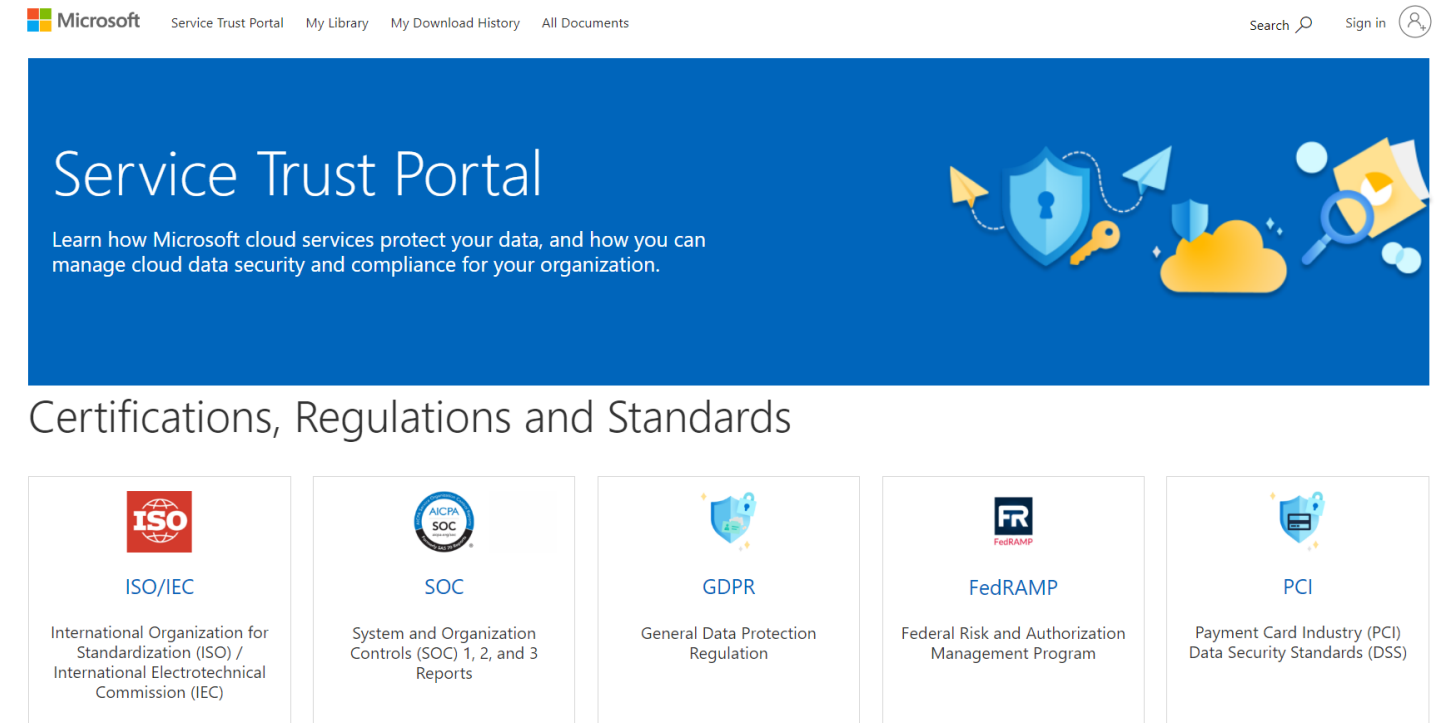 Microsoft Service Trust Portal My Library My Download History All Documents Search Sign in
Service Trust Portal
Learn how Microsoft cloud services protect your data, and how you can
manage cloud data security and compliance for your organization.
Certifications, Regulations and Standards
ISO
ISO/IEC
International Organization for
Standardization (ISO) /
International Electrotechnical
Commission (IEC)
AICPA
SOC
SOC
System and Organization
Controls (SOC) 1, 2, and 3
Reports
GDPR
General Data Protection
Regulation
FR
FedRAMP
FedRAMP
Federal Risk and Authorization
Management Program
PCI
Payment Card Industry (PCI)
Data Security Standards (DSS)